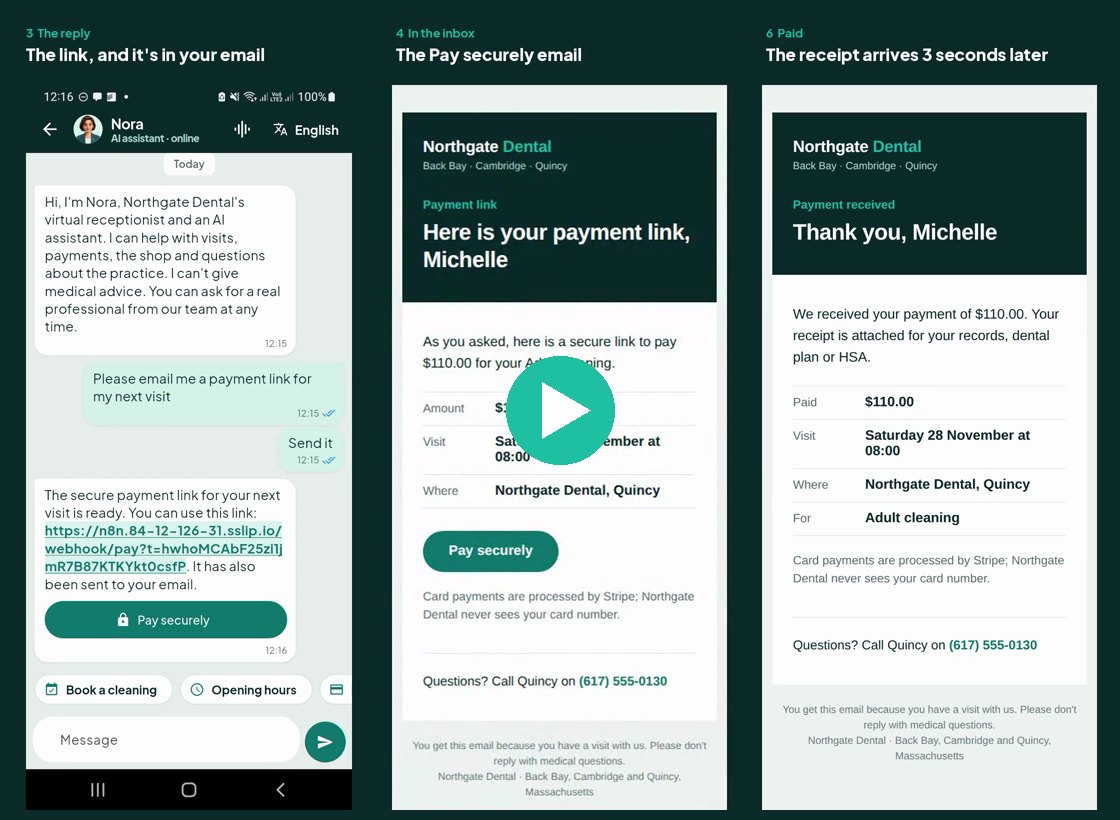 3 The reply
The link, and it's in your email
12:16
100%
Nora
AI assistant · online
English
Today
Hi, I'm Nora, Northgate Dental's
virtual receptionist and an AI
assistant. I can help with visits,
payments, the shop and questions
about the practice. I can't give
medical advice. You can ask for a real
professional from our team at any
time.
12:15
Please email me a payment link for
my next visit
12:15
Send it
12:15
The secure payment link for your next
visit is ready. You can use this link:
https://n8n.84-12-126-31.sslip.io/
webhook/pay?t=hwhoMCAbF25zi1j
mR7B87KTKYkt0csfP. It has also
been sent to your email.
Pay securely
12:16
Book a cleaning
Opening hours
Message
4 In the inbox
The Pay securely email
Northgate Dental
Back Bay · Cambridge · Quincy
Payment link
Here is your payment link,
Michelle
As you asked, here is a secure link to pay
$110.00 for your
Amount
Visit
at
08:00
Where Northgate Dental, Quincy
Pay securely
Card payments are processed by Stripe; Northgate
Dental never sees your card number.
Questions? Call Quincy on (617) 555-0130
You get this email because you have a visit with us. Please don't
reply with medical questions.
Northgate Dental · Back Bay, Cambridge and Quincy,
Massachusetts
6 Paid
The receipt arrives 3 seconds later
Northgate Dental
Back Bay · Cambridge · Quincy
Payment received
Thank you, Michelle
We received your payment of $110.00. Your
receipt is attached for your records, dental
plan or HSA.
Paid $110.00
Visit Saturday 28 November at
08:00
Where Northgate Dental, Quincy
For Adult cleaning
Card payments are processed by Stripe; Northgate
Dental never sees your card number.
Questions? Call Quincy on (617) 555-0130
You get this email because you have a visit with us. Please don't
reply with medical questions.
Northgate Dental · Back Bay, Cambridge and Quincy,
Massachusetts